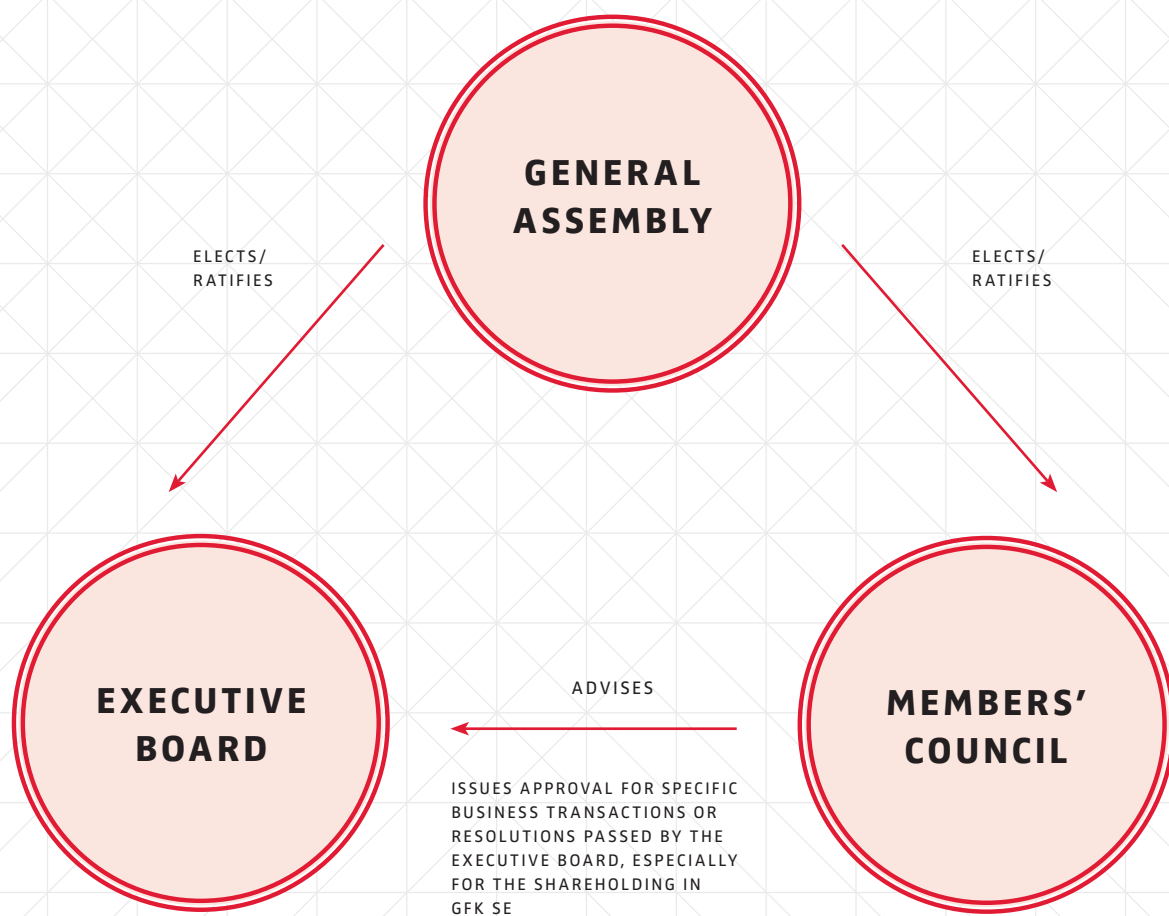 GENERAL
ASSEMBLY
ELECTS/
RATIFIES
ELECTS/
RATIFIES
EXECUTIVE
BOARD
ADVISES
MEMBERS’
COUNCIL
ISSUES APPROVAL FOR SPECIFIC
BUSINESS TRANSACTIONS OR
RESOLUTIONS PASSED BY THE
EXECUTIVE BOARD, ESPECIALLY
FOR THE SHAREHOLDING IN
GFK SE